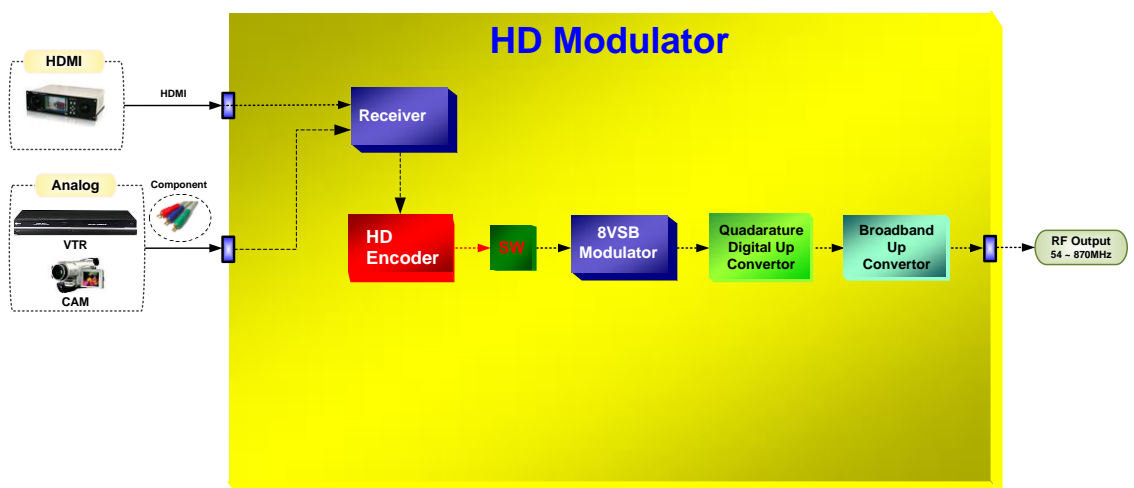 HD Modulator
HDMI
HDMI
Receiver
Analog
Component
VTR
CAM
HD
Encoder
SW
8VSB
Modulator
Quadarature
Digital Up
Convertor
Broadband
Up
Convertor
RF Output
54 ~ 870MHz